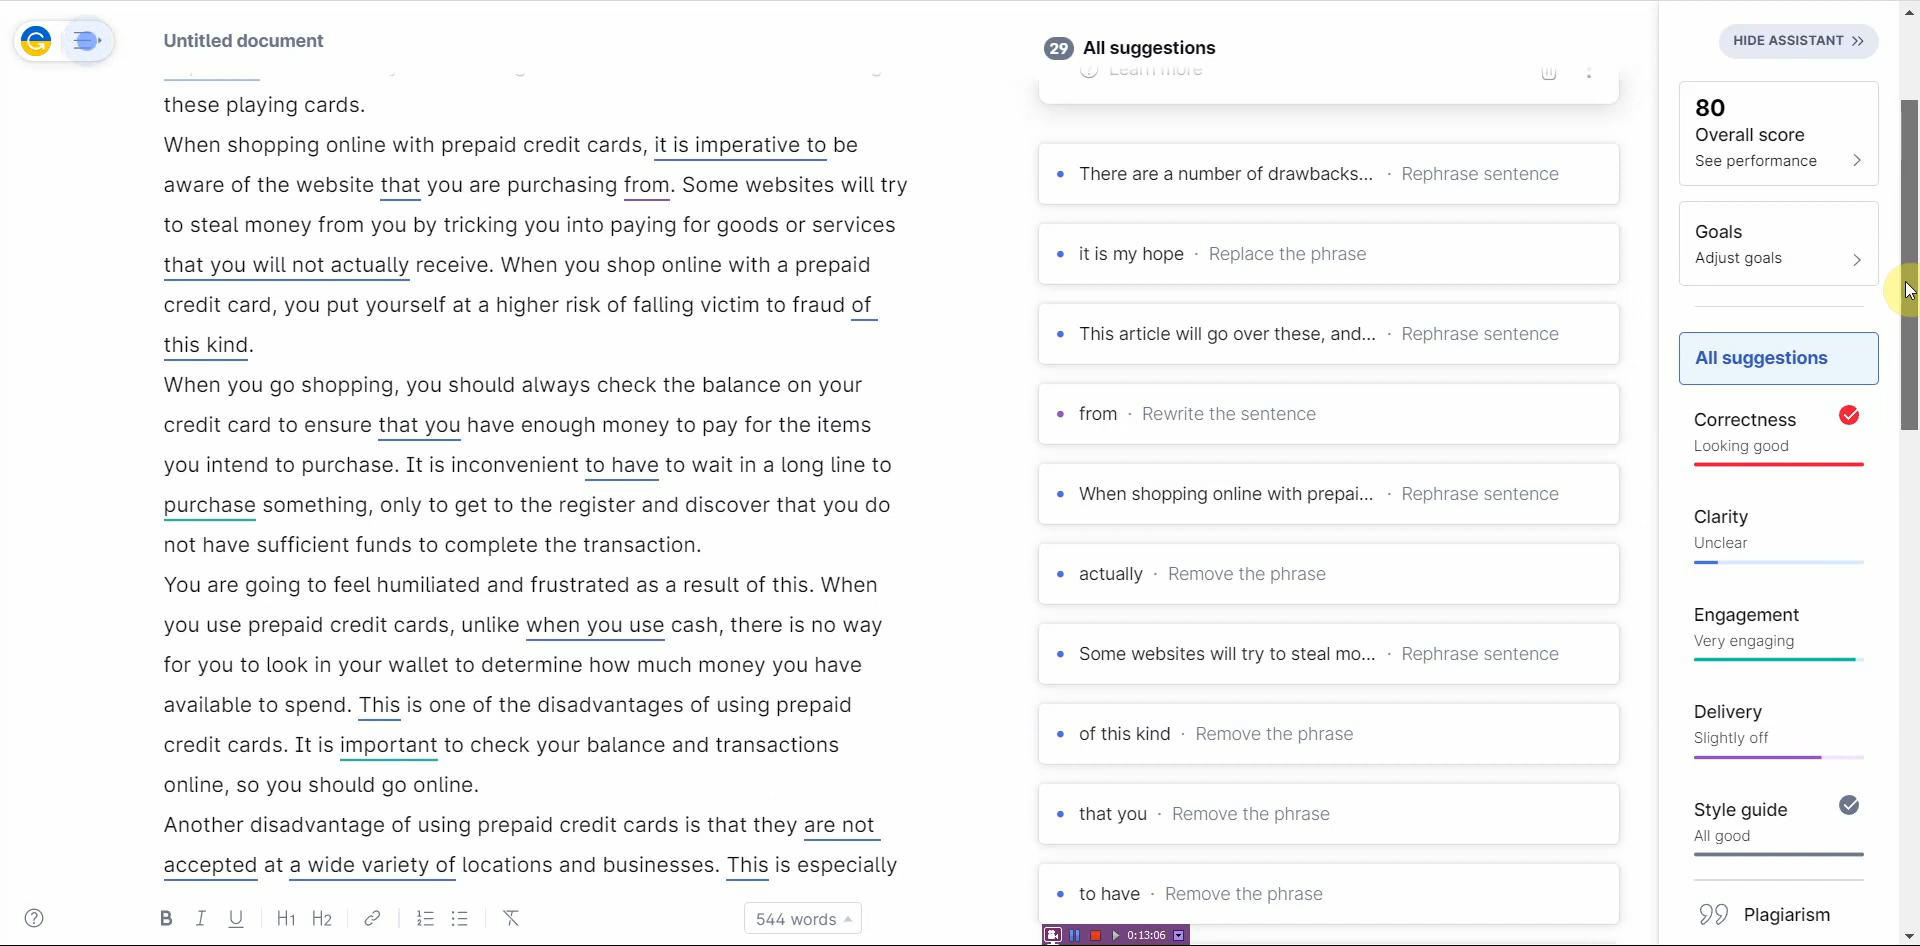 Untitled document
these playing cards.
When shopping online with prepaid credit cards, it is imperative to be
aware of the website that you are purchasing from. Some websites will try
to steal money from you by tricking you into paying for goods or services
that you will not actually receive. When you shop online with a prepaid
credit card, you put yourself at a higher risk of falling victim to fraud of
this kind.
When you go shopping, you should always check the balance on your
credit card to ensure that you have enough money to pay for the items
you intend to purchase. It is inconvenient to have to wait in a long line to
purchase something, only to get to the register and discover that you do
not have sufficient funds to complete the transaction.
You are going to feel humiliated and frustrated as a result of this. When
you use prepaid credit cards, unlike when you use cash, there is no way
for you to look in your wallet to determine how much money you have
available to spend. This is one of the disadvantages of using prepaid
credit cards. It is important to check your balance and transactions
online, so you should go online.
Another disadvantage of using prepaid credit cards is that they are not
accepted at a wide variety of locations and businesses. This is especially
B I U H1 H2
544 words
29 All suggestions
Learn more
There are a number of drawbacks... · Rephrase sentence
it is my hope · Replace the phrase
This article will go over these, and... · Rephrase sentence
from · Rewrite the sentence
When shopping online with prepai... · Rephrase sentence
actually · Remove the phrase
Some websites will try to steal mo... · Rephrase sentence
of this kind · Remove the phrase
that you · Remove the phrase
to have · Remove the phrase
0:13:06
HIDE ASSISTANT
80
Overall score
See performance
Goals
Adjust goals
All suggestions
Correctness
Looking good
Clarity
Unclear
Engagement
Very engaging
Delivery
Slightly off
Style guide
All good
Plagiarism